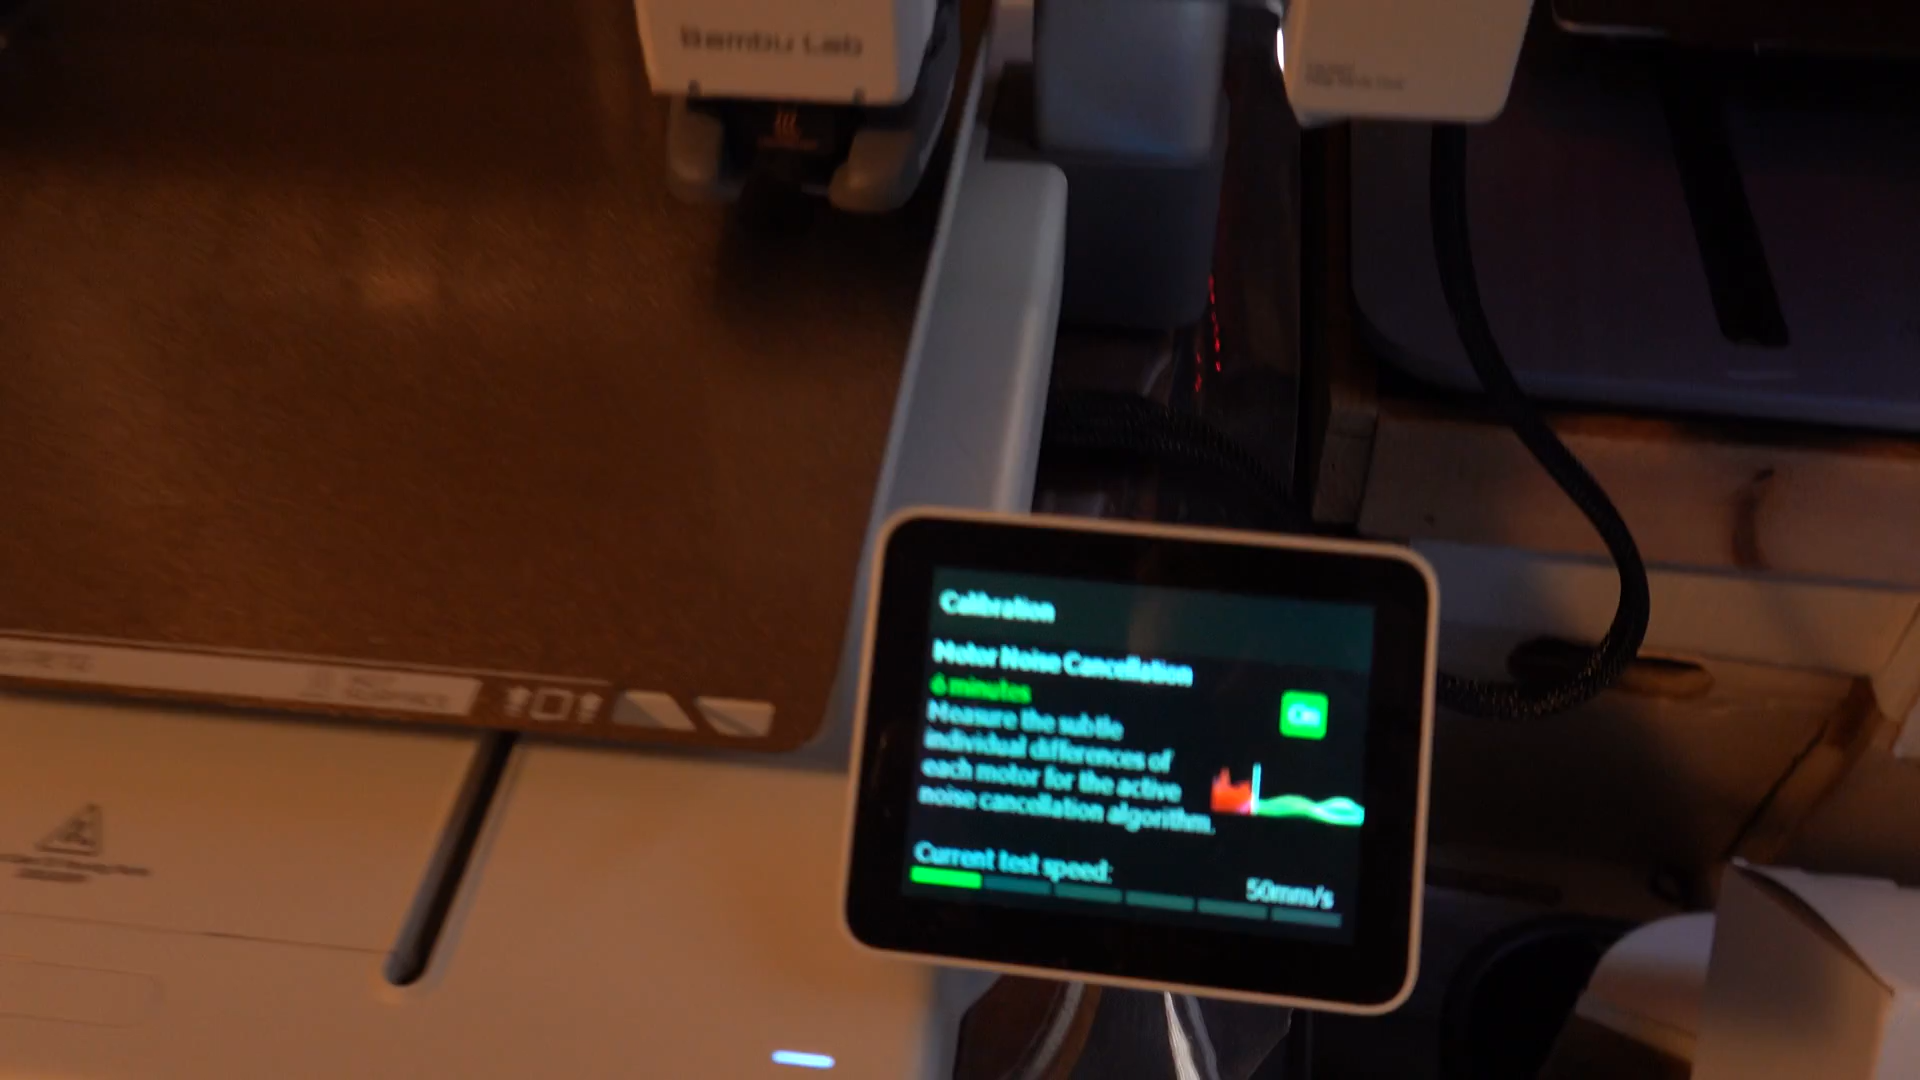 Bambu Lab
Calibration
Motor Noise Cancellation
6 minutes
On
Measure the subtle
individual differences of
each motor for the active
noise cancellation algorithm.
Current test speed:
50mm/s